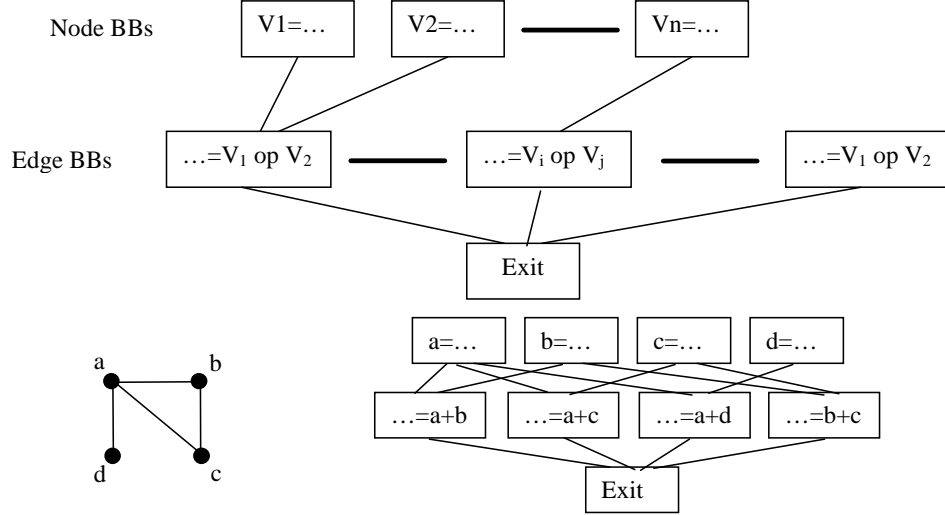 Node BBs
V1=…
V2=…
Vn=…
Edge BBs
…=V₁ op V₂
…=Vᵢ op Vⱼ
…=V₁ op V₂
Exit
a=…
b=…
c=…
d=…
a
b
…=a+b
…=a+c
…=a+d
…=b+c
d
c
Exit